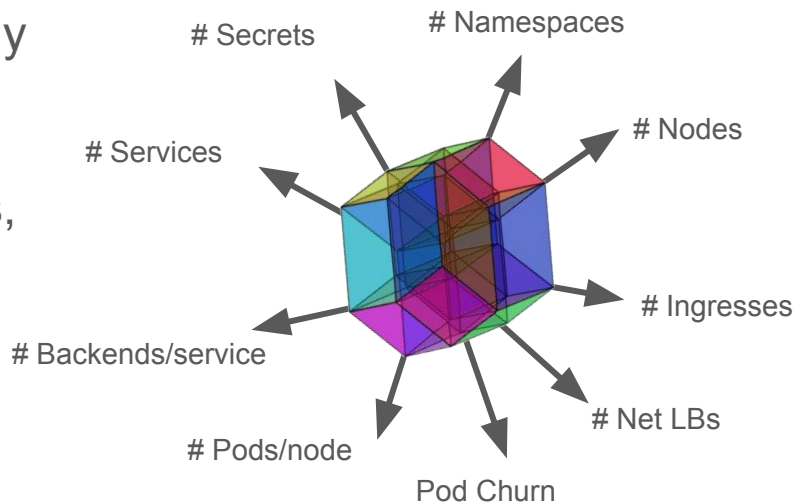 y
# Secrets
# Namespaces
# Nodes
# Services
,
# Ingresses
# Backends/service
# Net LBs
# Pods/node
Pod Churn